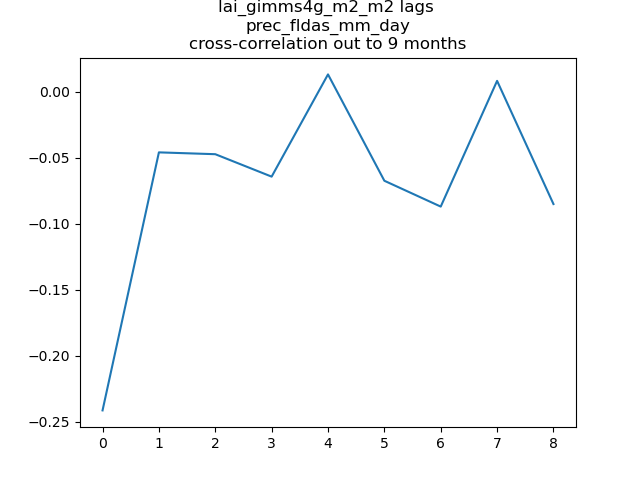 lai_gimms4g_m2_m2 lags
prec_fldas_mm_day
cross-correlation out to 9 months
0.00
−0.05
−0.10
−0.15
−0.20
−0.25
0 1 2 3 4 5 6 7 8